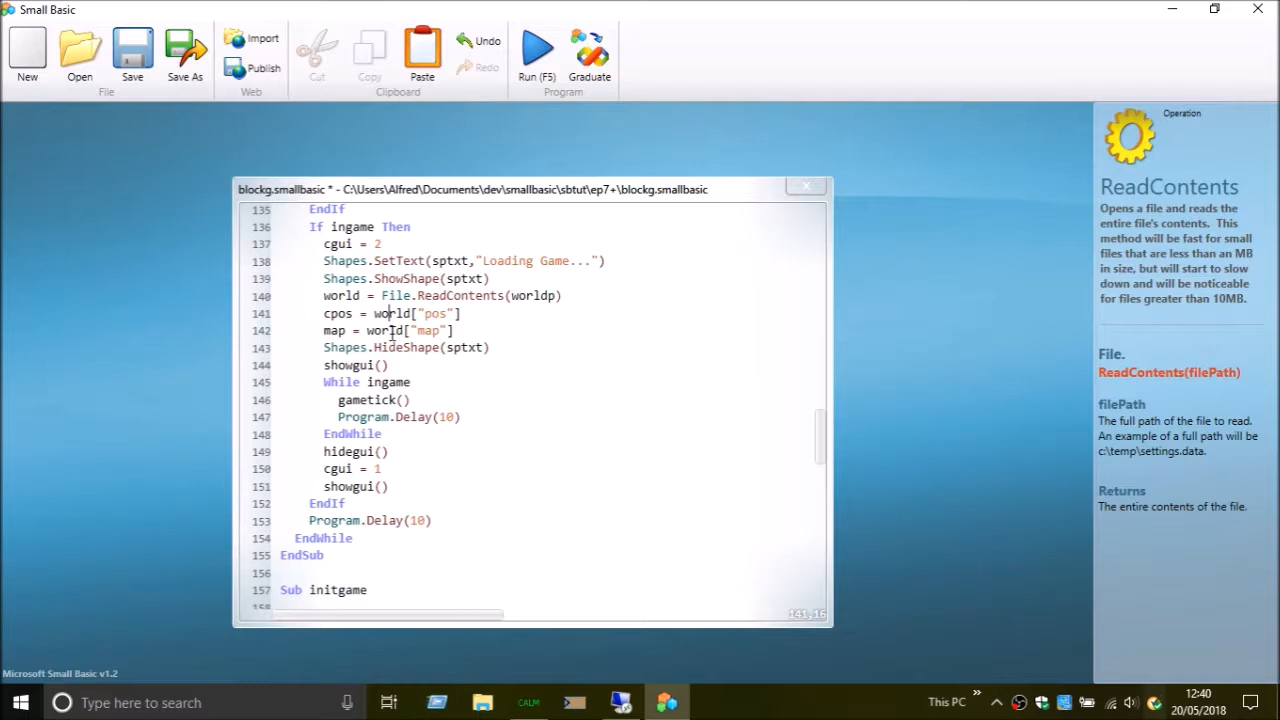 Small Basic
New
Open
Save
Save As
Import
Publish
Cut
Copy
Paste
Undo
Redo
Run (F5)
Graduate
File
Web
Clipboard
Program
blockg.smallbasic * - C:\Users\Alfred\Documents\dev\smallbasic\sbtut\ep7+\blockg.smallbasic
135 EndIf
136 If ingame Then
137 cgui = 2
138 Shapes.SetText(sptxt,"Loading Game...")
139 Shapes.ShowShape(sptxt)
140 world = File.ReadContents(worldp)
141 cpos = world["pos"]
142 map = world["map"]
143 Shapes.HideShape(sptxt)
144 showgui()
145 While ingame
146 gametick()
147 Program.Delay(10)
148 EndWhile
149 hidegui()
150 cgui = 1
151 showgui()
152 EndIf
153 Program.Delay(10)
154 EndWhile
155 EndSub
156
157 Sub initgame
158
141,16
Operation
ReadContents
Opens a file and reads the
entire file's contents. This
method will be fast for small
files that are less than an MB
in size, but will start to slow
down and will be noticeable
for files greater than 10MB.
File.
ReadContents(filePath)
filePath
The full path of the file to read.
An example of a full path will be
c:\temp\settings.data.
Returns
The entire contents of the file.
Microsoft Small Basic v1.2
Type here to search
CALM
This PC
12:40
20/05/2018